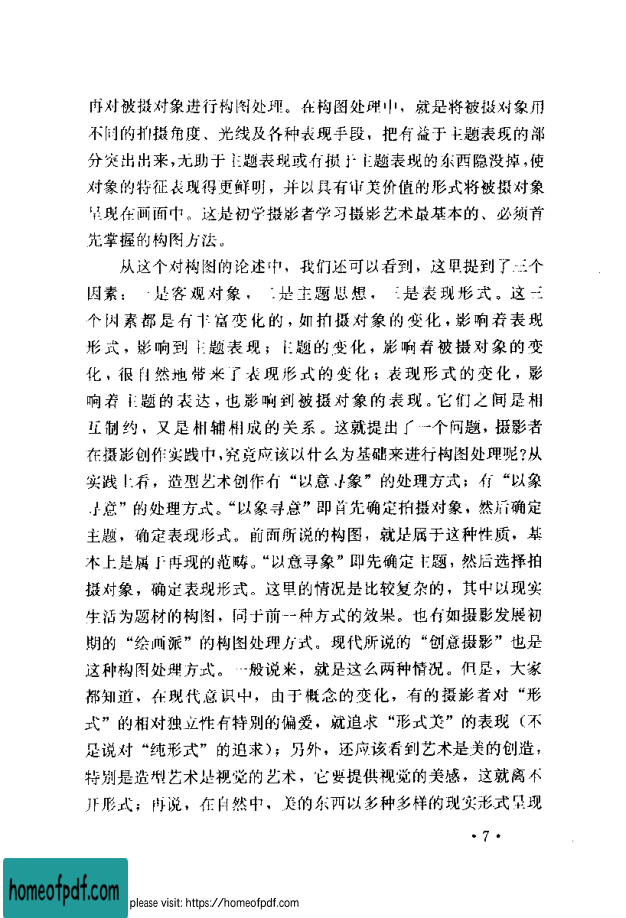 再对被摄对象进行构图处理。在构图处理中，就是将被摄对象用
不同的拍摄角度、光线及各种表现手段，把有益于主题表现的部
分突出出来，无助于主题表现或有损于主题表现的东西隐没掉，使
对象的特征表现得更鲜明，并以具有审美价值的形式将被摄对象
呈现在画面中。这是初学摄影者学习摄影艺术最基本的、必须首
先掌握的构图方法。
从这个对构图的论述中，我们还可以看到，这里提到了三个
因素：一是客观对象，二是主题思想，三是表现形式。这三
个因素都是有丰富变化的，如拍摄对象的变化，影响着表现
形式，影响到主题表现；主题的变化，影响着被摄对象的变
化，很自然地带来了表现形式的变化；表现形式的变化，影
响着主题的表达，也影响到被摄对象的表现。它们之间是相
互制约，又是相辅相成的关系。这就提出了一个问题，摄影者
在摄影创作实践中，究竟应该以什么为基础来进行构图处理呢？从
实践上看，造型艺术创作有“以意寻象”的处理方式；有“以象
寻意”的处理方式。“以象寻意”即首先确定拍摄对象，然后确定
主题，确定表现形式。前面所说的构图，就是属于这种性质，基
本上是属于再现的范畴。“以意寻象”即先确定主题，然后选择拍
摄对象，确定表现形式。这里的情况是比较复杂的，其中以现实
生活为题材的构图，同于前一种方式的效果。也有如摄影发展初
期的“绘画派”的构图处理方式。现代所说的“创意摄影”也是
这种构图处理方式。一般说来，就是这么两种情况。但是，大家
都知道，在现代意识中，由于概念的变化，有的摄影者对“形
式”的相对独立性有特别的偏爱，就追求“形式美”的表现（不
是说对“纯形式”的追求）；另外，还应该看到艺术是美的创造，
特别是造型艺术是视觉的艺术，它要提供视觉的美感，这就离不
开形式；再说，在自然中，美的东西以多种多样的现实形式呈现
·7·
homeofpdf.com
please visit: https://homeofpdf.com